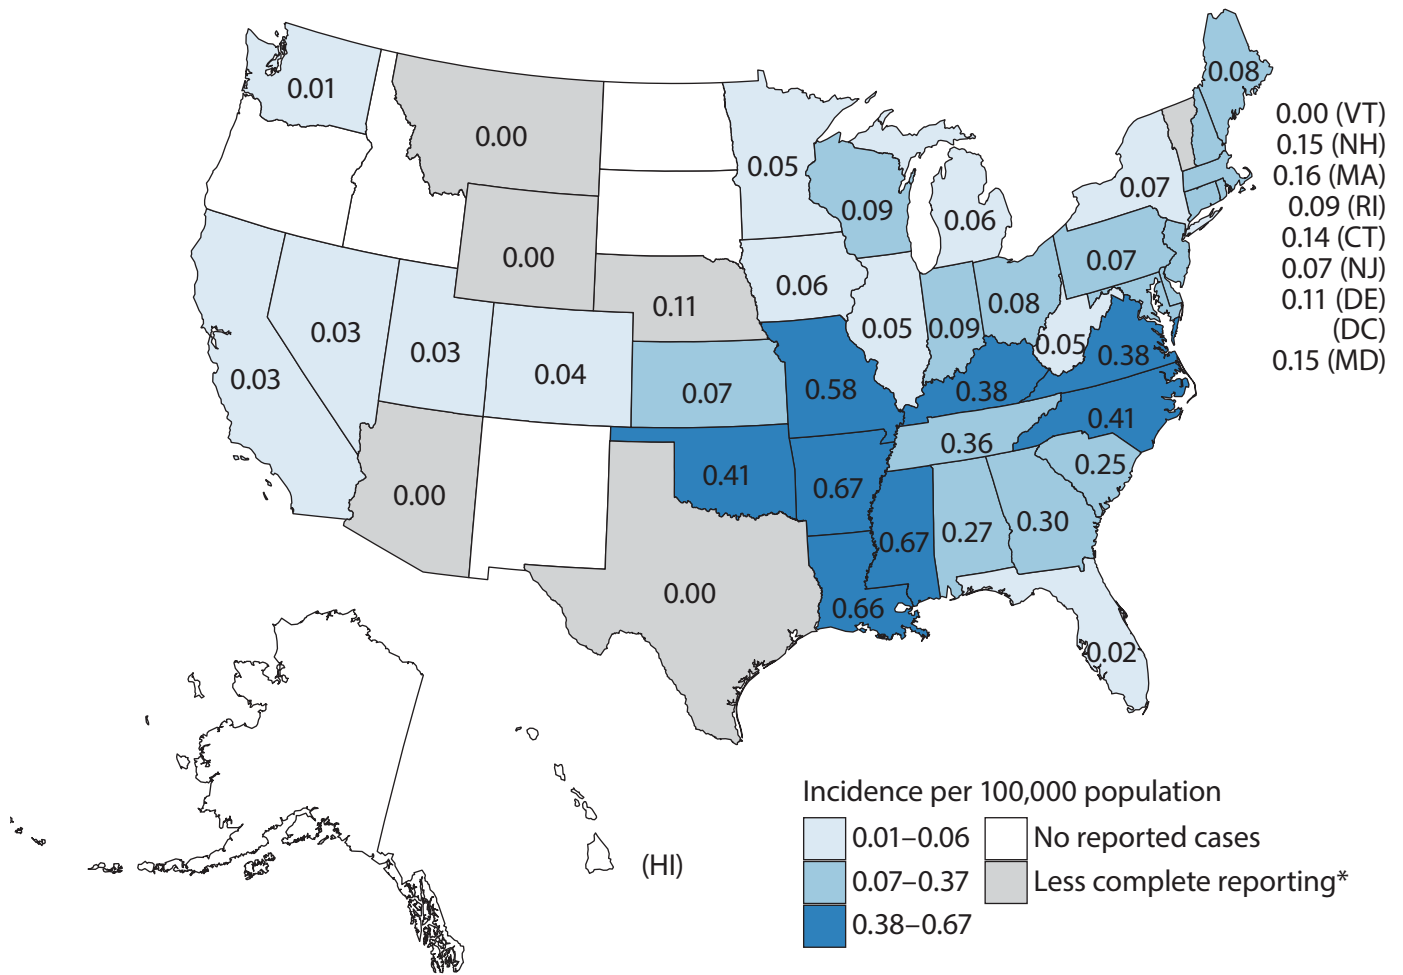 0.01
0.00
0.08
0.00 (VT)
0.15 (NH)
0.16 (MA)
0.09 (RI)
0.14 (CT)
0.07 (NJ)
0.11 (DE)
(DC)
0.15 (MD)
0.05
0.07
0.09
0.06
0.00
0.07
0.06
0.11
0.08
0.03
0.05
0.09
0.05
0.38
0.03
0.03
0.04
0.07
0.58
0.38
0.41
0.36
0.00
0.41
0.67
0.25
0.67
0.27
0.30
0.00
0.66
0.02
(HI)
Incidence per 100,000 population
0.01–0.06
No reported cases
0.07–0.37
Less complete reporting*
0.38–0.67